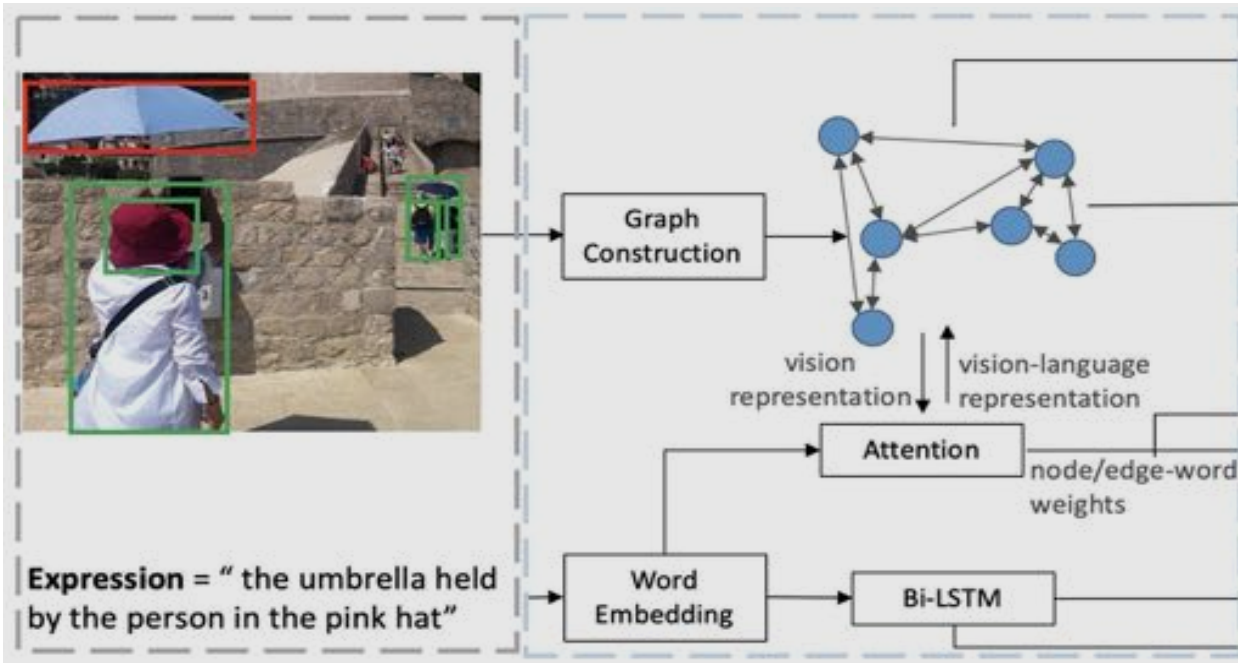 Graph
Construction
vision
representation
vision-language
representation
Attention
node/edge-word
weights
Expression = “ the umbrella held
by the person in the pink hat”
Word
Embedding
Bi-LSTM